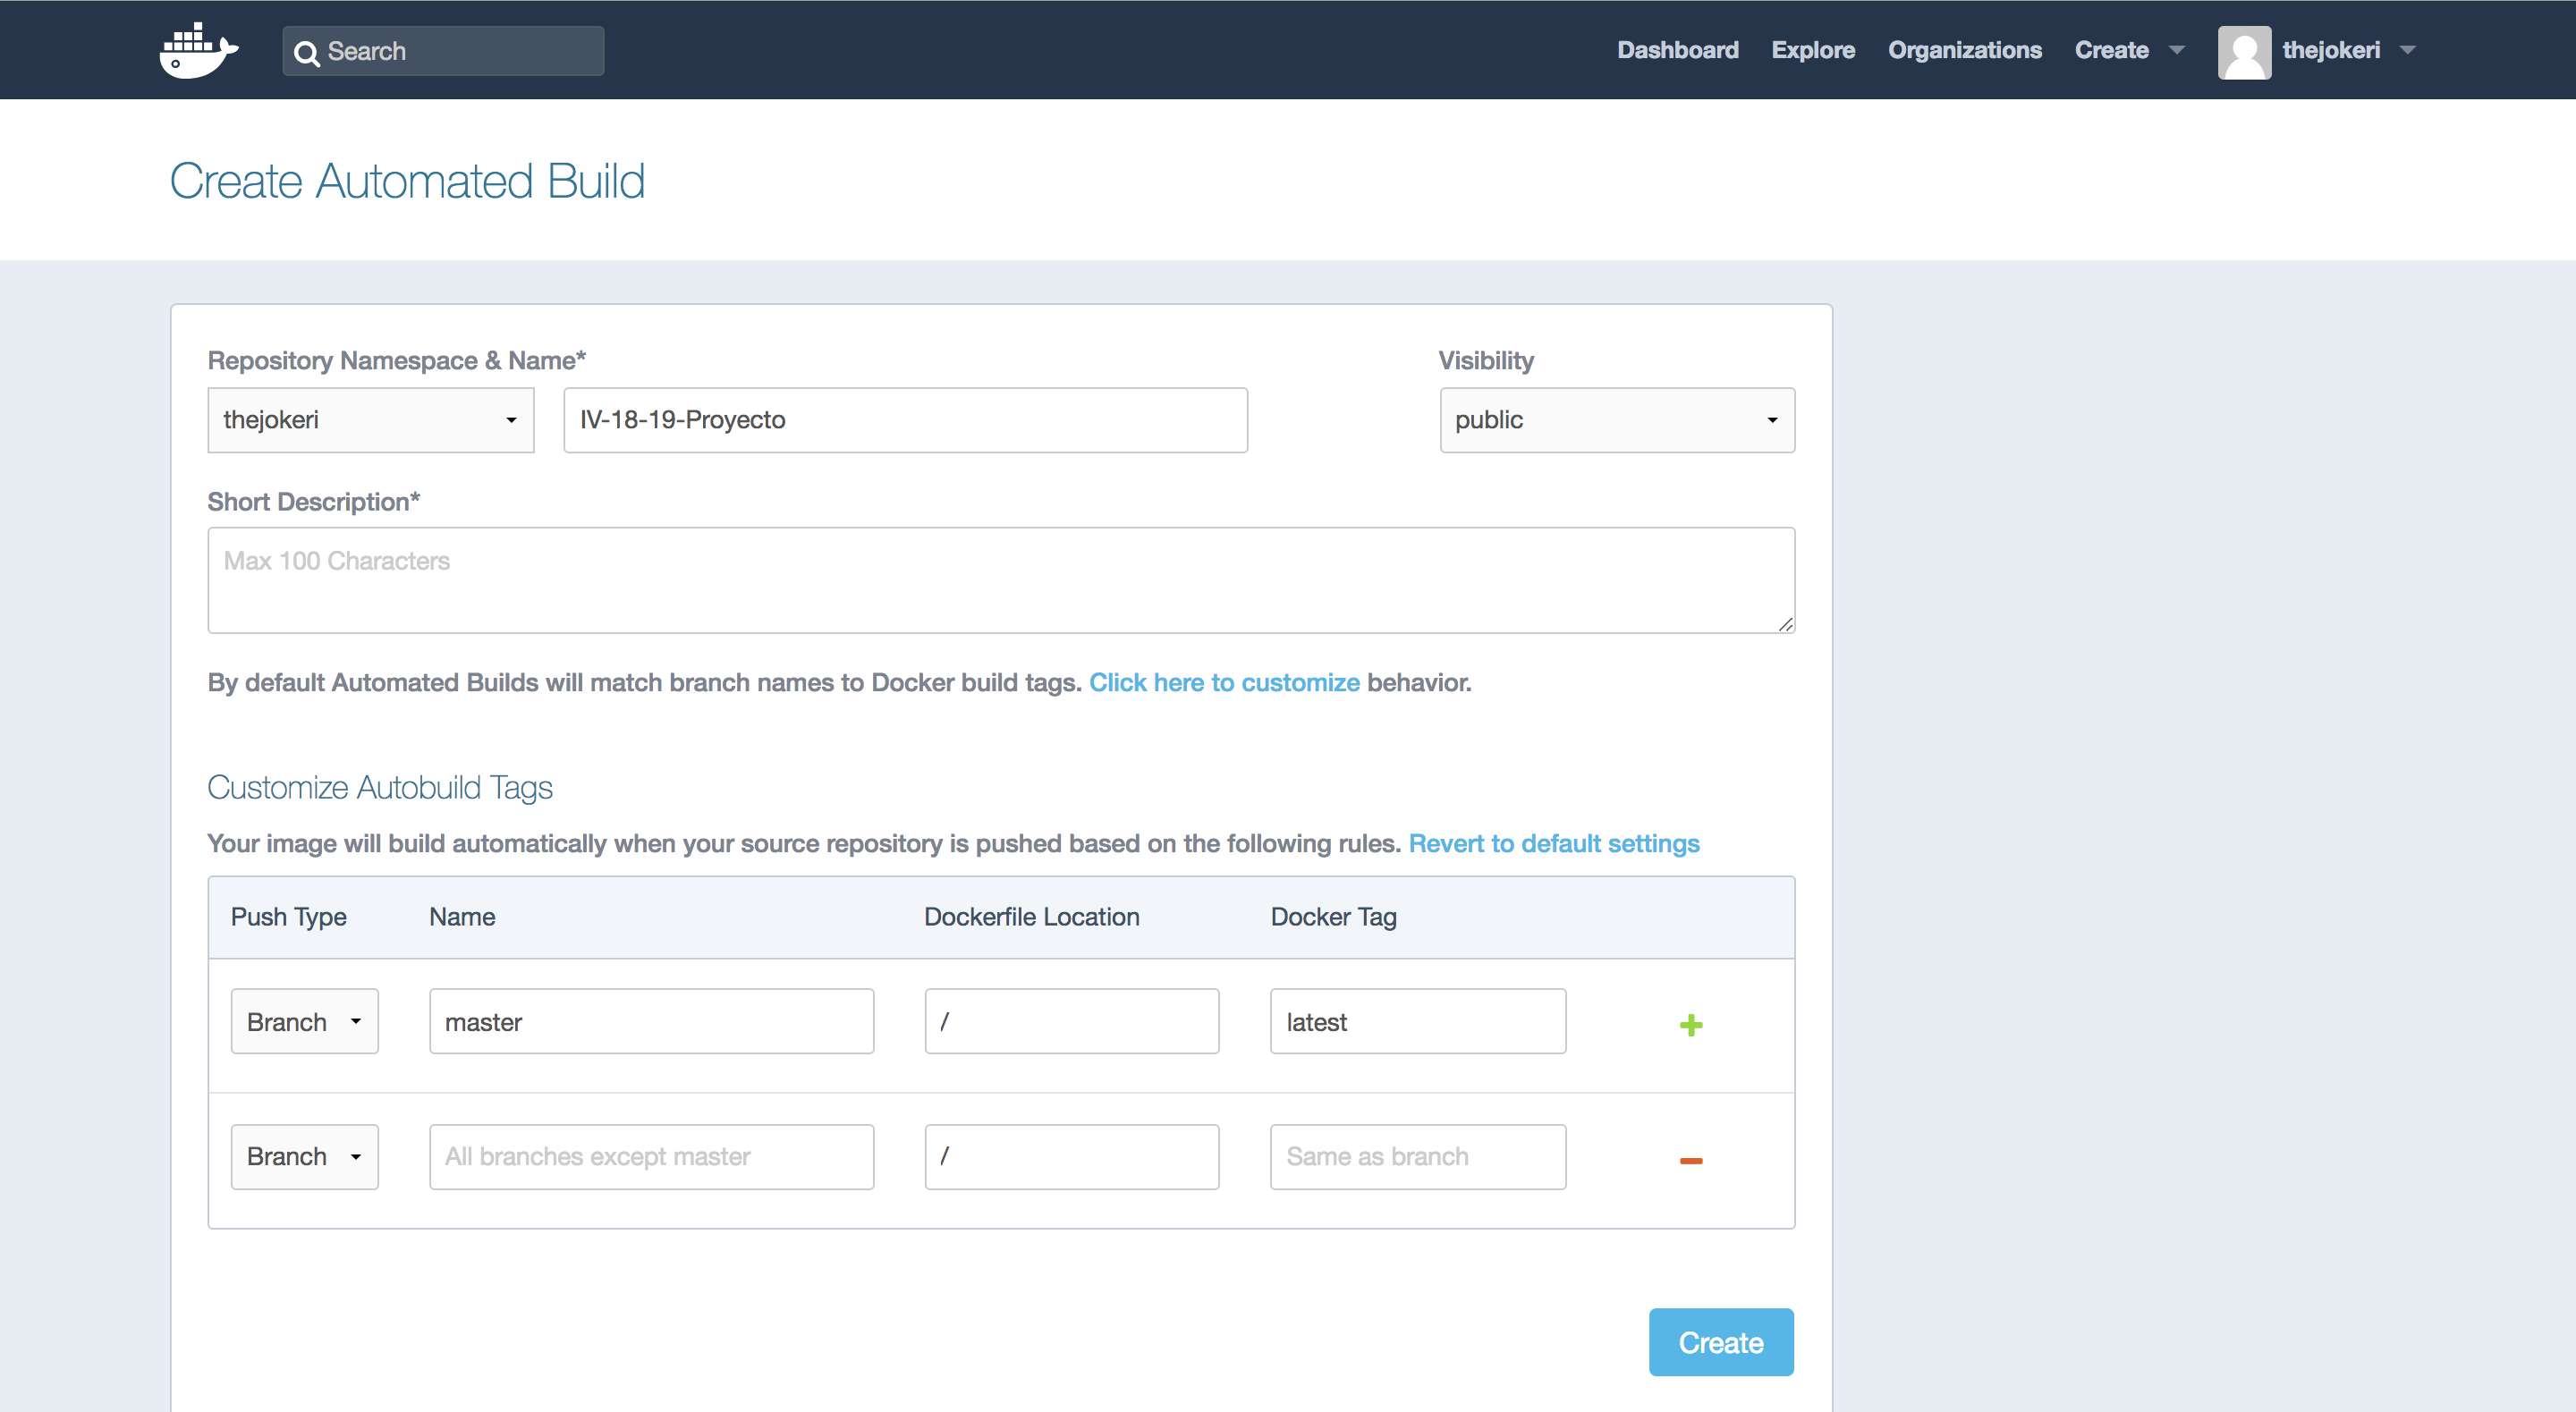 Search
Dashboard Explore Organizations Create thejokeri
Create Automated Build
Repository Namespace & Name* Visibility
thejokeri IV-18-19-Proyecto public
Short Description*
Max 100 Characters
By default Automated Builds will match branch names to Docker build tags. Click here to customize behavior.
Customize Autobuild Tags
Your image will build automatically when your source repository is pushed based on the following rules. Revert to default settings
Push Type Name Dockerfile Location Docker Tag
Branch master / latest
Branch All branches except master / Same as branch
Create